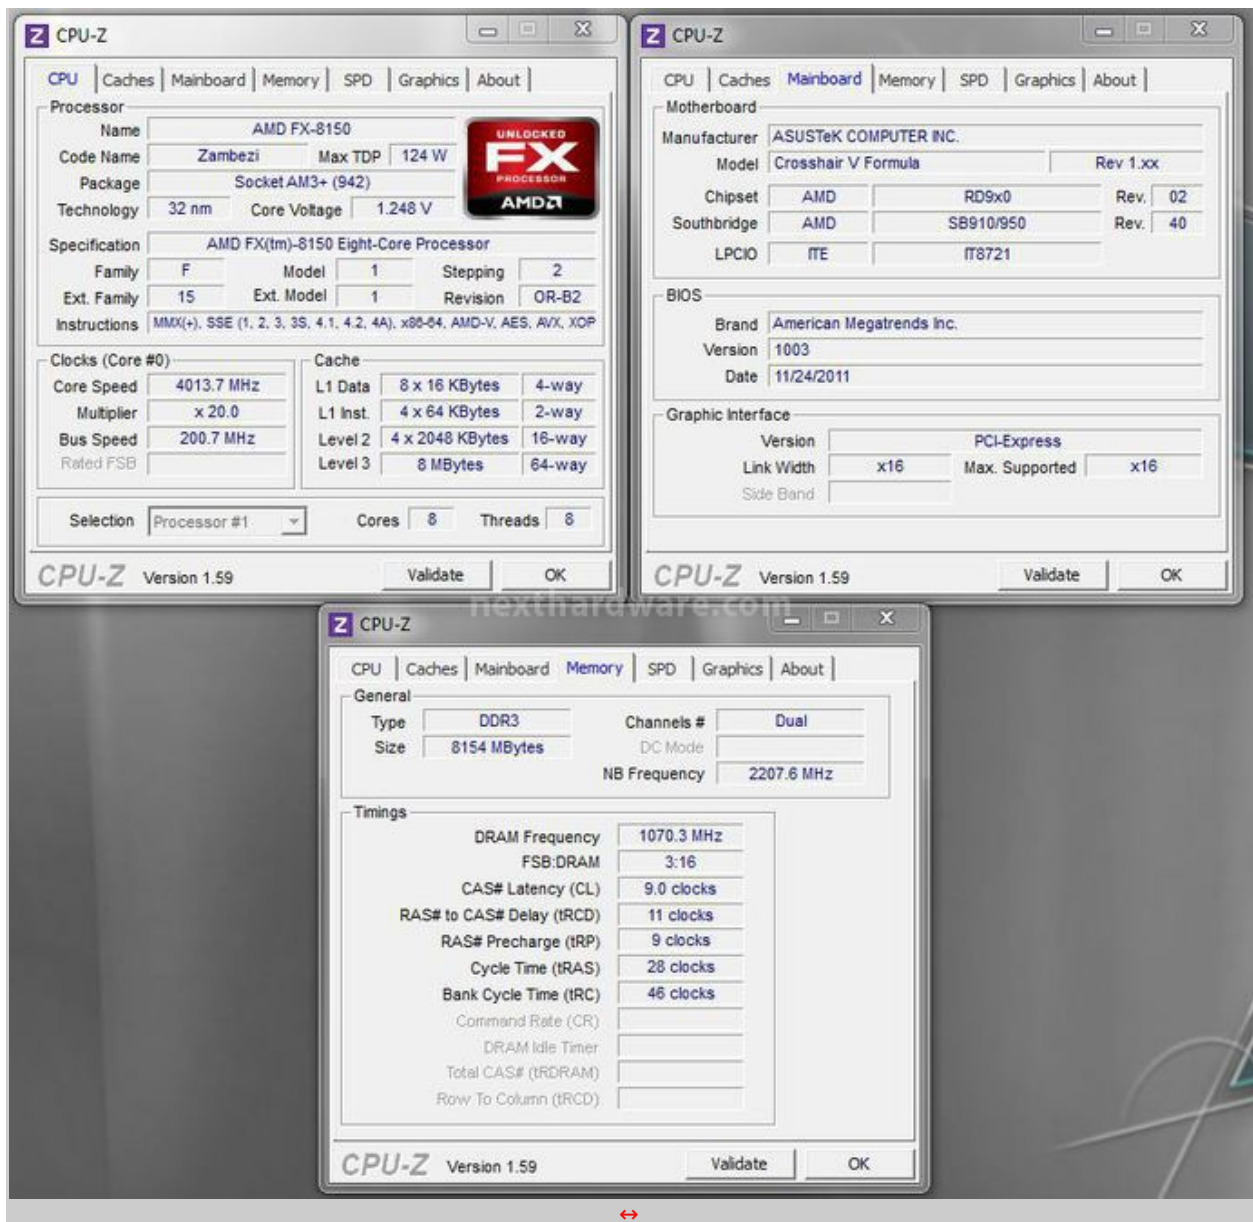 CPU-Z
CPU Caches Mainboard Memory SPD Graphics About
Processor
Name AMD FX-8150
Code Name Zambezi Max TDP 124 W
Package Socket AM3+ (942)
Technology 32 nm Core Voltage 1.248 V
UNLOCKED
FX
PROCESSOR
AMD
Specification AMD FX(tm)-8150 Eight-Core Processor
Family F Model 1 Stepping 2
Ext. Family 15 Ext. Model 1 Revision OR-B2
Instructions MMX(+), SSE (1, 2, 3, 3S, 4.1, 4.2, 4A), x86-64, AMD-V, AES, AVX, XOP
Clocks (Core #0)
Core Speed 4013.7 MHz
Multiplier x 20.0
Bus Speed 200.7 MHz
Rated FSB
Cache
L1 Data 8 x 16 KBytes 4-way
L1 Inst. 4 x 64 KBytes 2-way
Level 2 4 x 2048 KBytes 16-way
Level 3 8 MBytes 64-way
Selection Processor #1 Cores 8 Threads 8
CPU-Z Version 1.59 Validate OK
CPU-Z
CPU Caches Mainboard Memory SPD Graphics About
Motherboard
Manufacturer ASUSTeK COMPUTER INC.
Model Crosshair V Formula Rev 1.xx
Chipset AMD RD9x0 Rev. 02
Southbridge AMD SB910/950 Rev. 40
LPCIO ITE IT8721
BIOS
Brand American Megatrends Inc.
Version 1003
Date 11/24/2011
Graphic Interface
Version PCI-Express
Link Width x16 Max. Supported x16
Side Band
CPU-Z Version 1.59 Validate OK
nexthardware.com
CPU-Z
CPU Caches Mainboard Memory SPD Graphics About
General
Type DDR3 Channels # Dual
Size 8154 MBytes DC Mode
NB Frequency 2207.6 MHz
Timings
DRAM Frequency 1070.3 MHz
FSB:DRAM 3:16
CAS# Latency (CL) 9.0 clocks
RAS# to CAS# Delay (tRCD) 11 clocks
RAS# Precharge (tRP) 9 clocks
Cycle Time (tRAS) 28 clocks
Bank Cycle Time (tRC) 46 clocks
Command Rate (CR)
DRAM Idle Timer
Total CAS# (tRDRAM)
Row To Column (tRCD)
CPU-Z Version 1.59 Validate OK